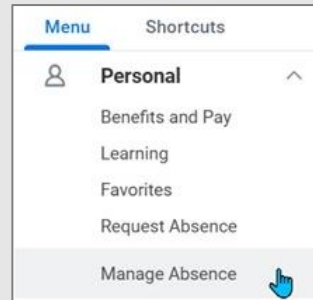 Menu Shortcuts
Personal
Benefits and Pay
Learning
Favorites
Request Absence
Manage Absence